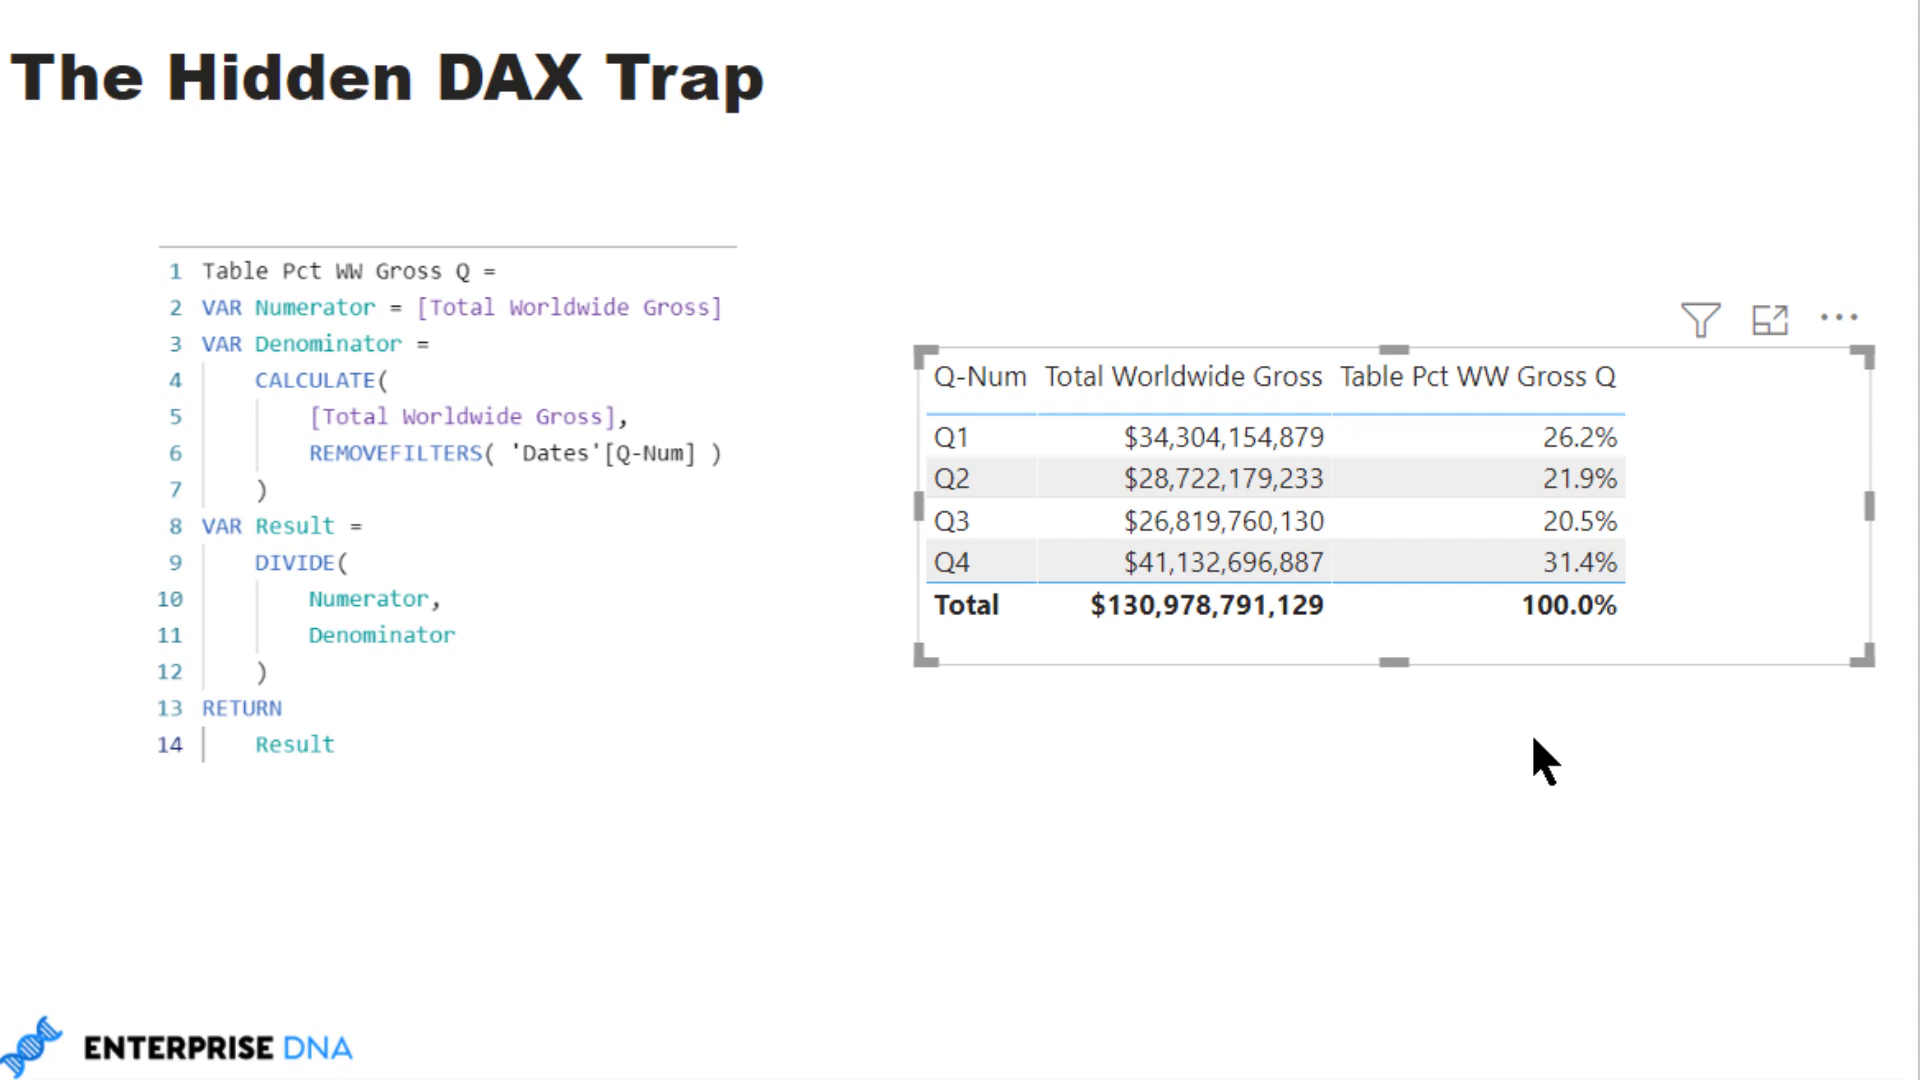 The Hidden DAX Trap
1 Table Pct WW Gross Q =
2 VAR Numerator = [Total Worldwide Gross]
3 VAR Denominator =
4 CALCULATE(
5 [Total Worldwide Gross],
6 REMOVEFILTERS( 'Dates'[Q-Num] )
7 )
8 VAR Result =
9 DIVIDE(
10 Numerator,
11 Denominator
12 )
13 RETURN
14 Result
Q-Num Total Worldwide Gross Table Pct WW Gross Q
Q1 $34,304,154,879 26.2%
Q2 $28,722,179,233 21.9%
Q3 $26,819,760,130 20.5%
Q4 $41,132,696,887 31.4%
Total $130,978,791,129 100.0%
ENTERPRISE DNA